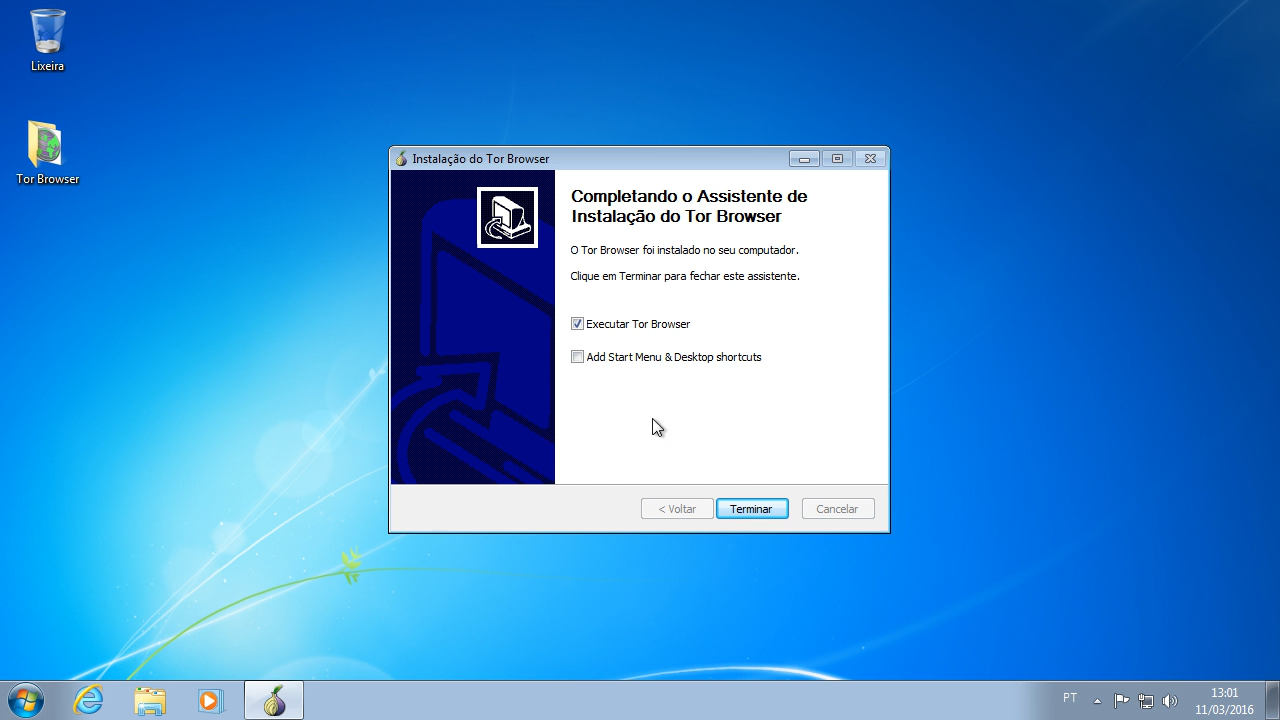 Lixeira
Tor Browser
Instalação do Tor Browser
Completando o Assistente de
Instalação do Tor Browser
O Tor Browser foi instalado no seu computador.
Clique em Terminar para fechar este assistente.
Executar Tor Browser
Add Start Menu & Desktop shortcuts
< Voltar
Terminar
Cancelar
PT
13:01
11/03/2016